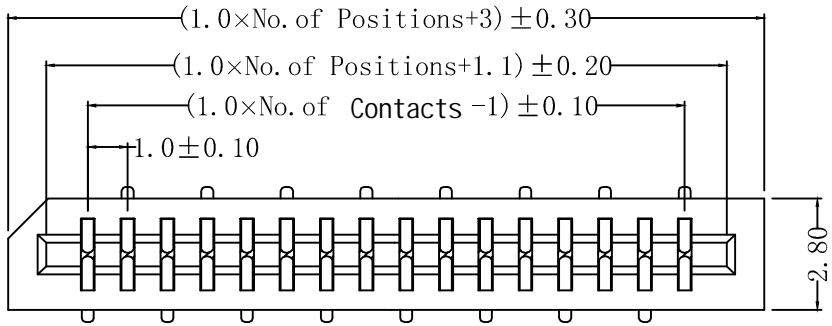 (1.0×No.of Positions+3)±0.30
(1.0×No.of Positions+1.1)±0.20
(1.0×No.of Contacts -1)±0.10
1.0±0.10
2.80